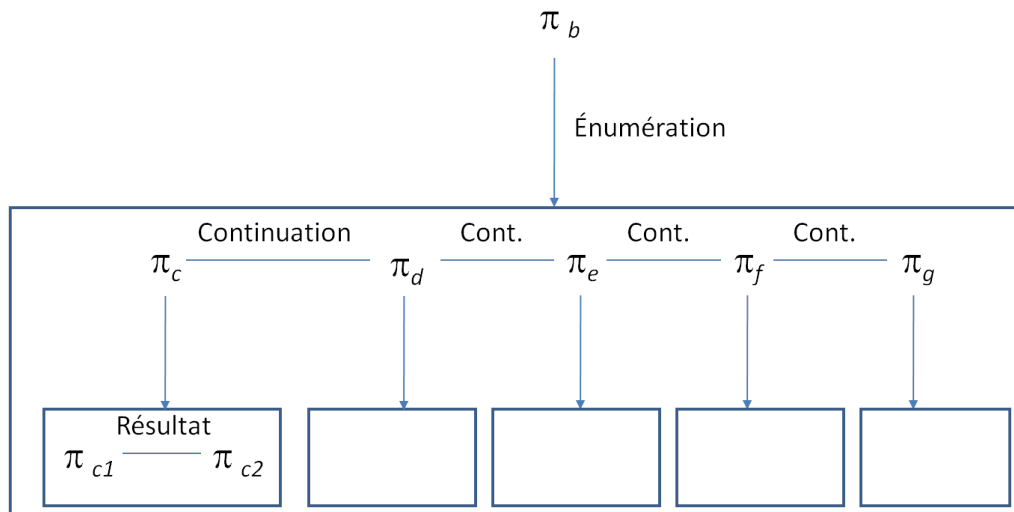 π b
Énumération
Continuation Cont. Cont. Cont.
πc πd πe πf πg
Résultat
π c1 π c2